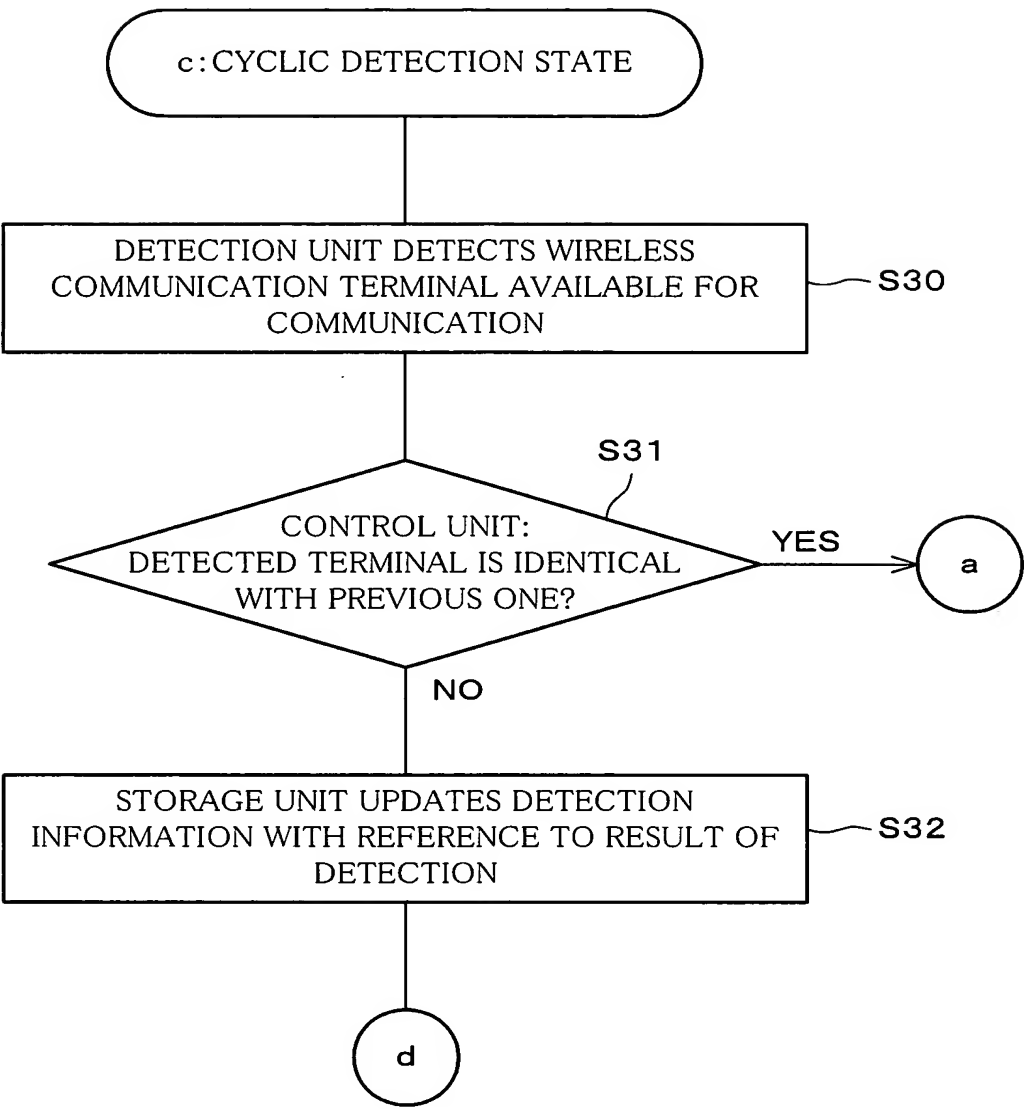 c:CYCLIC DETECTION STATE
DETECTION UNIT DETECTS WIRELESS
COMMUNICATION TERMINAL AVAILABLE FOR
COMMUNICATION
S30
S31
CONTROL UNIT:
DETECTED TERMINAL IS IDENTICAL
WITH PREVIOUS ONE?
YES
a
NO
STORAGE UNIT UPDATES DETECTION
INFORMATION WITH REFERENCE TO RESULT OF
DETECTION
S32
d